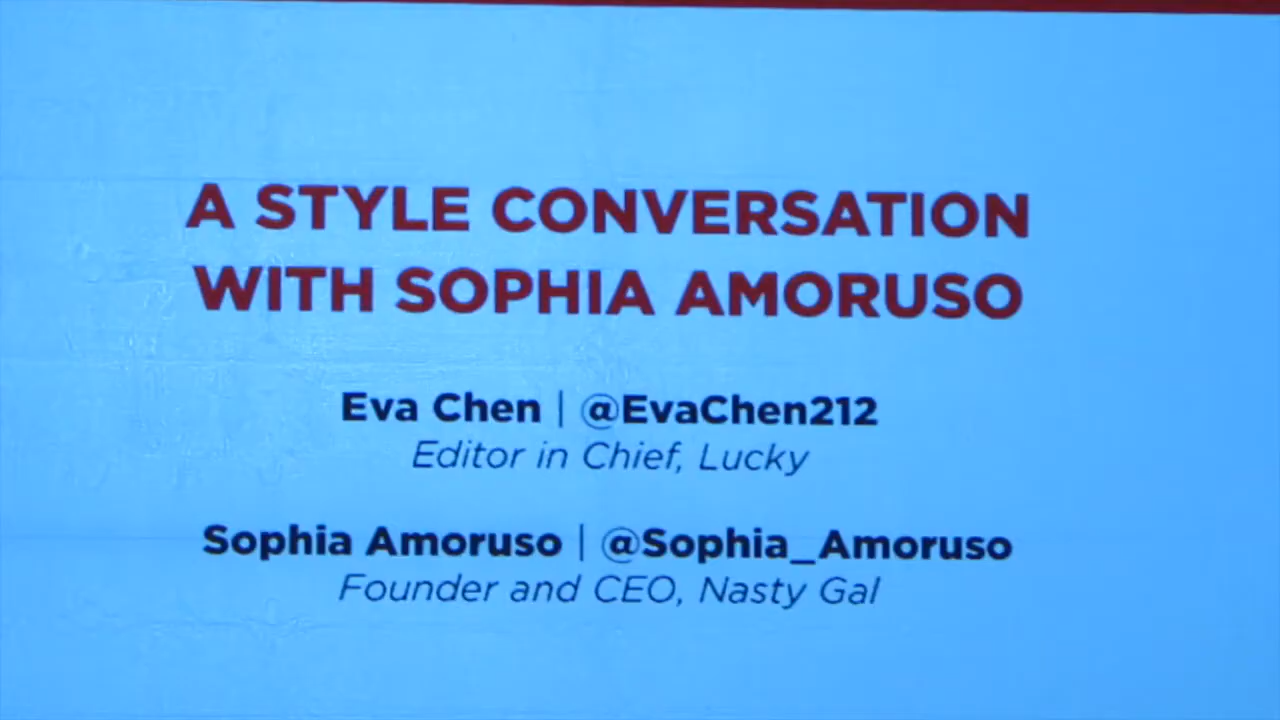 A STYLE CONVERSATION
WITH SOPHIA AMORUSO
Eva Chen | @EvaChen212
Editor in Chief, Lucky
Sophia Amoruso | @Sophia_Amoruso
Founder and CEO, Nasty Gal